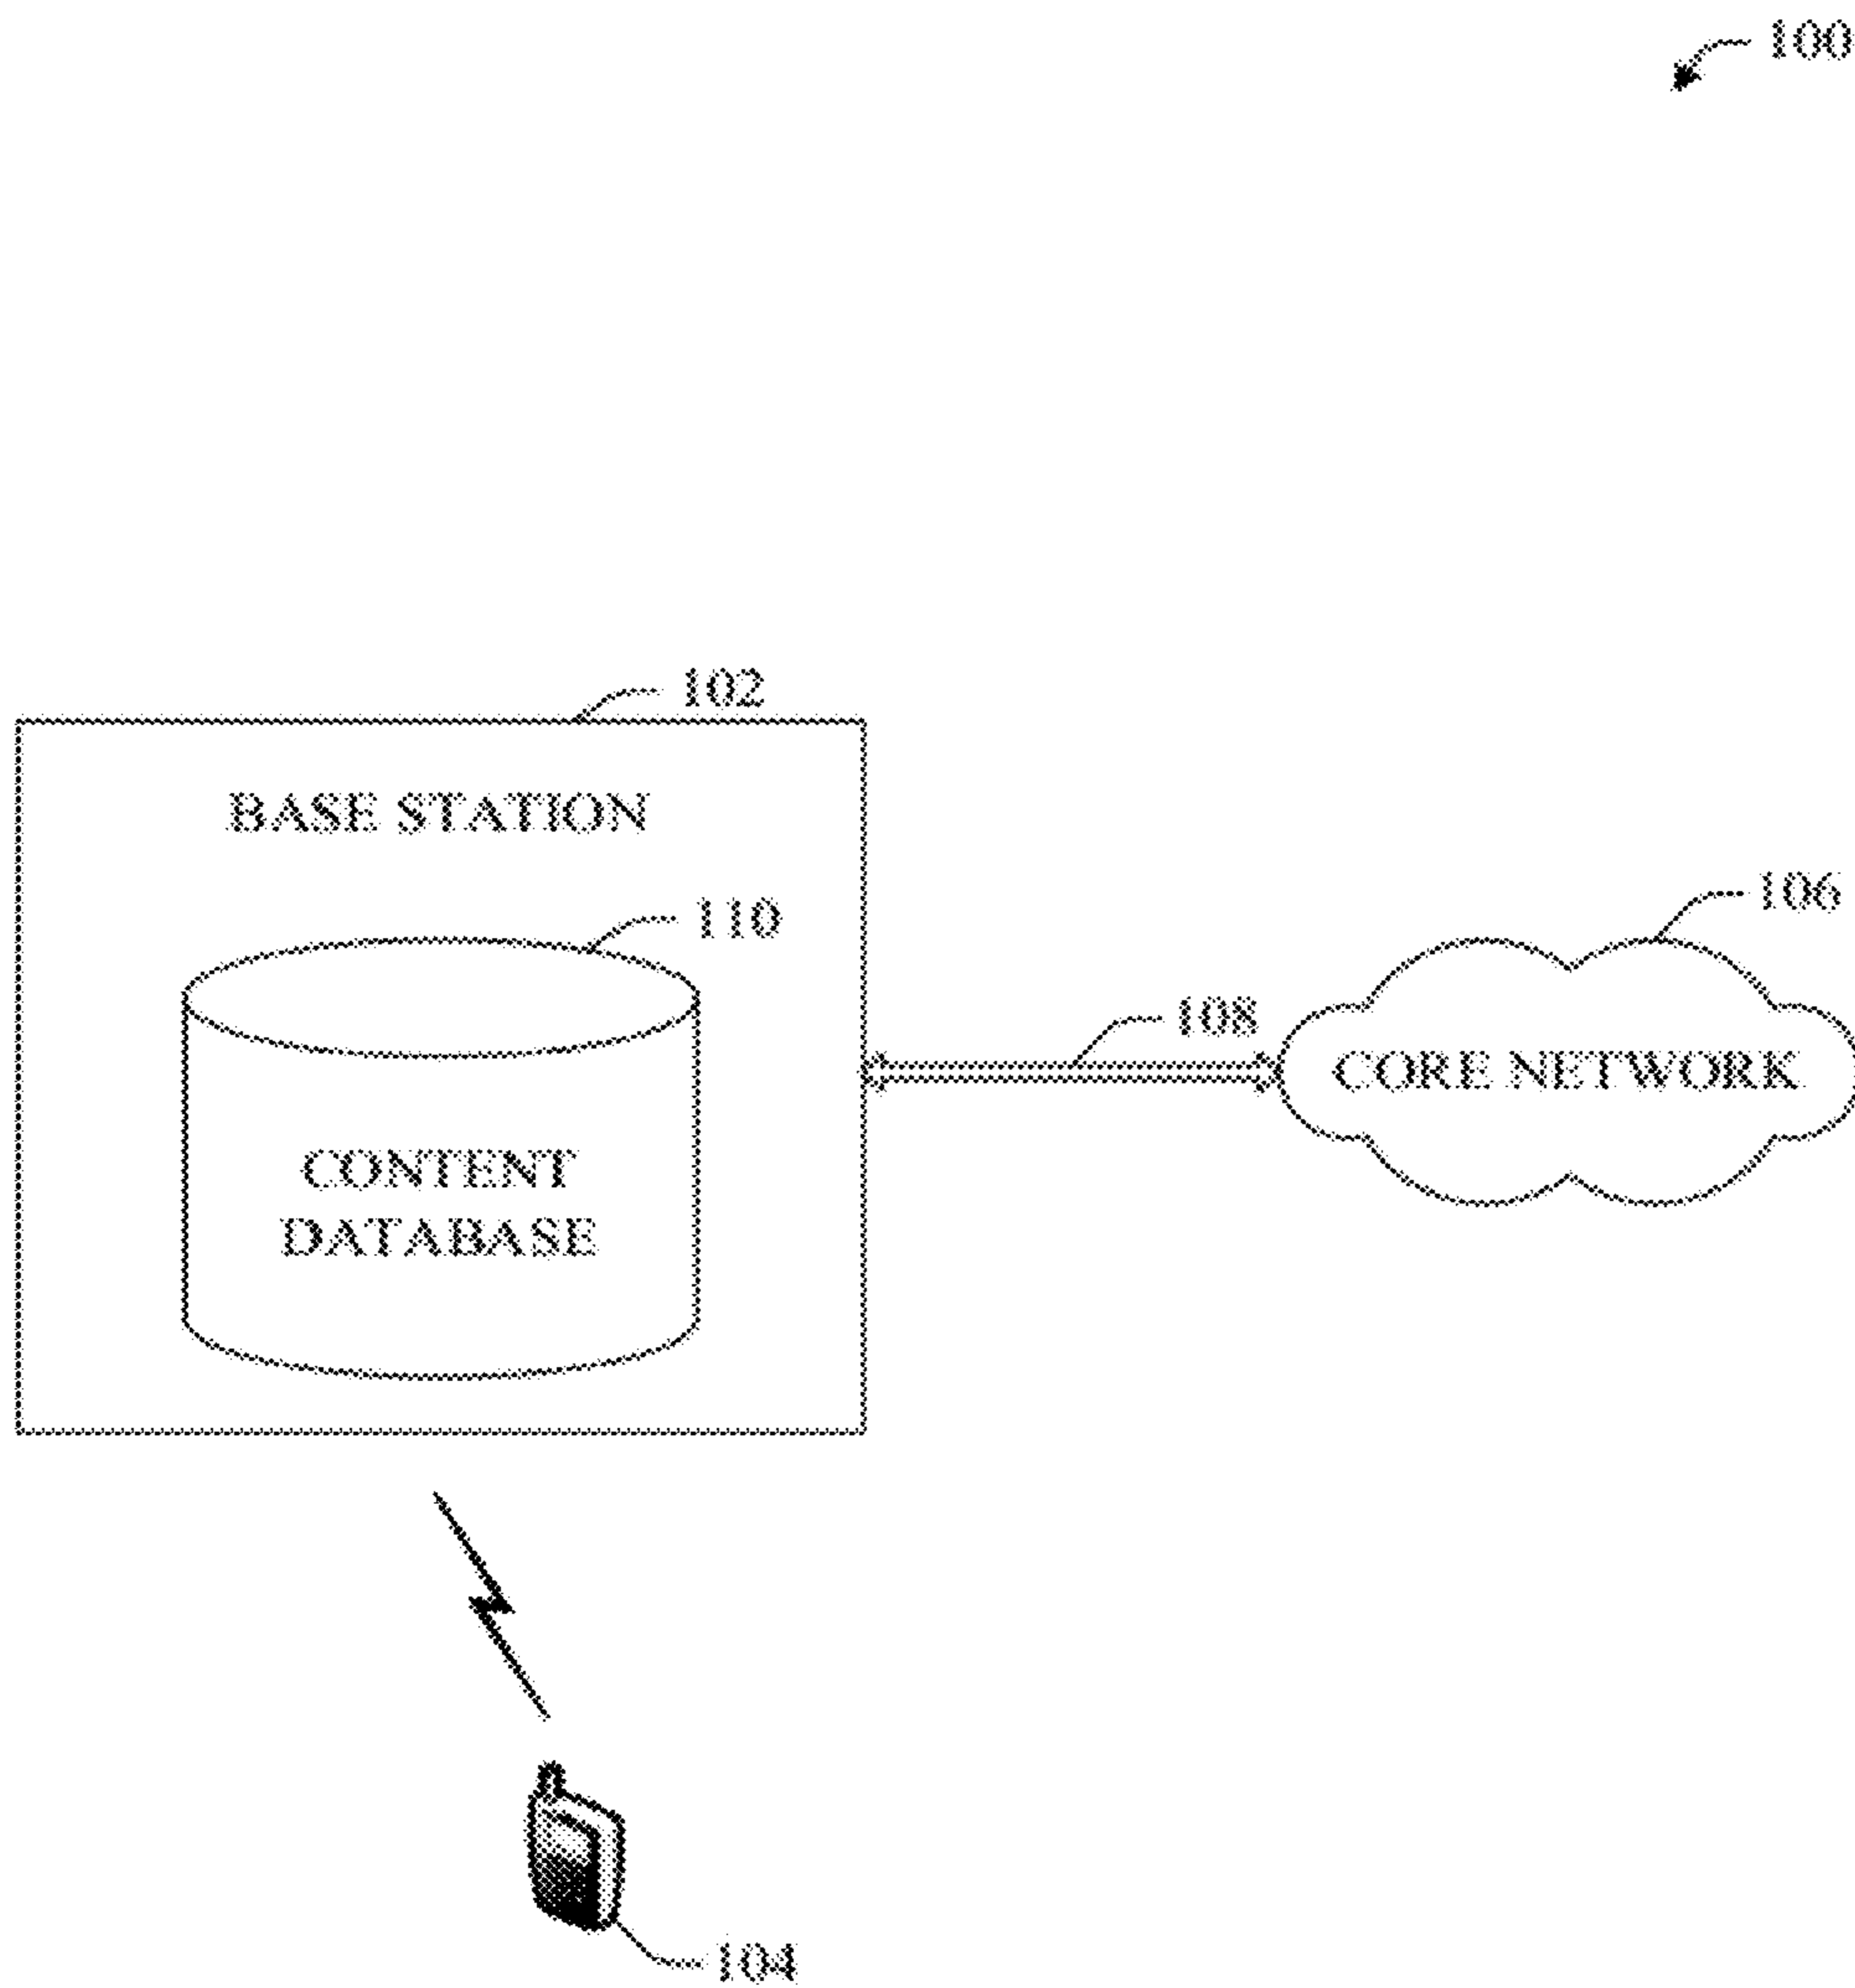 100
102
BASE STATION
110
106
108
CORE NETWORK
CONTENT
DATABASE
104